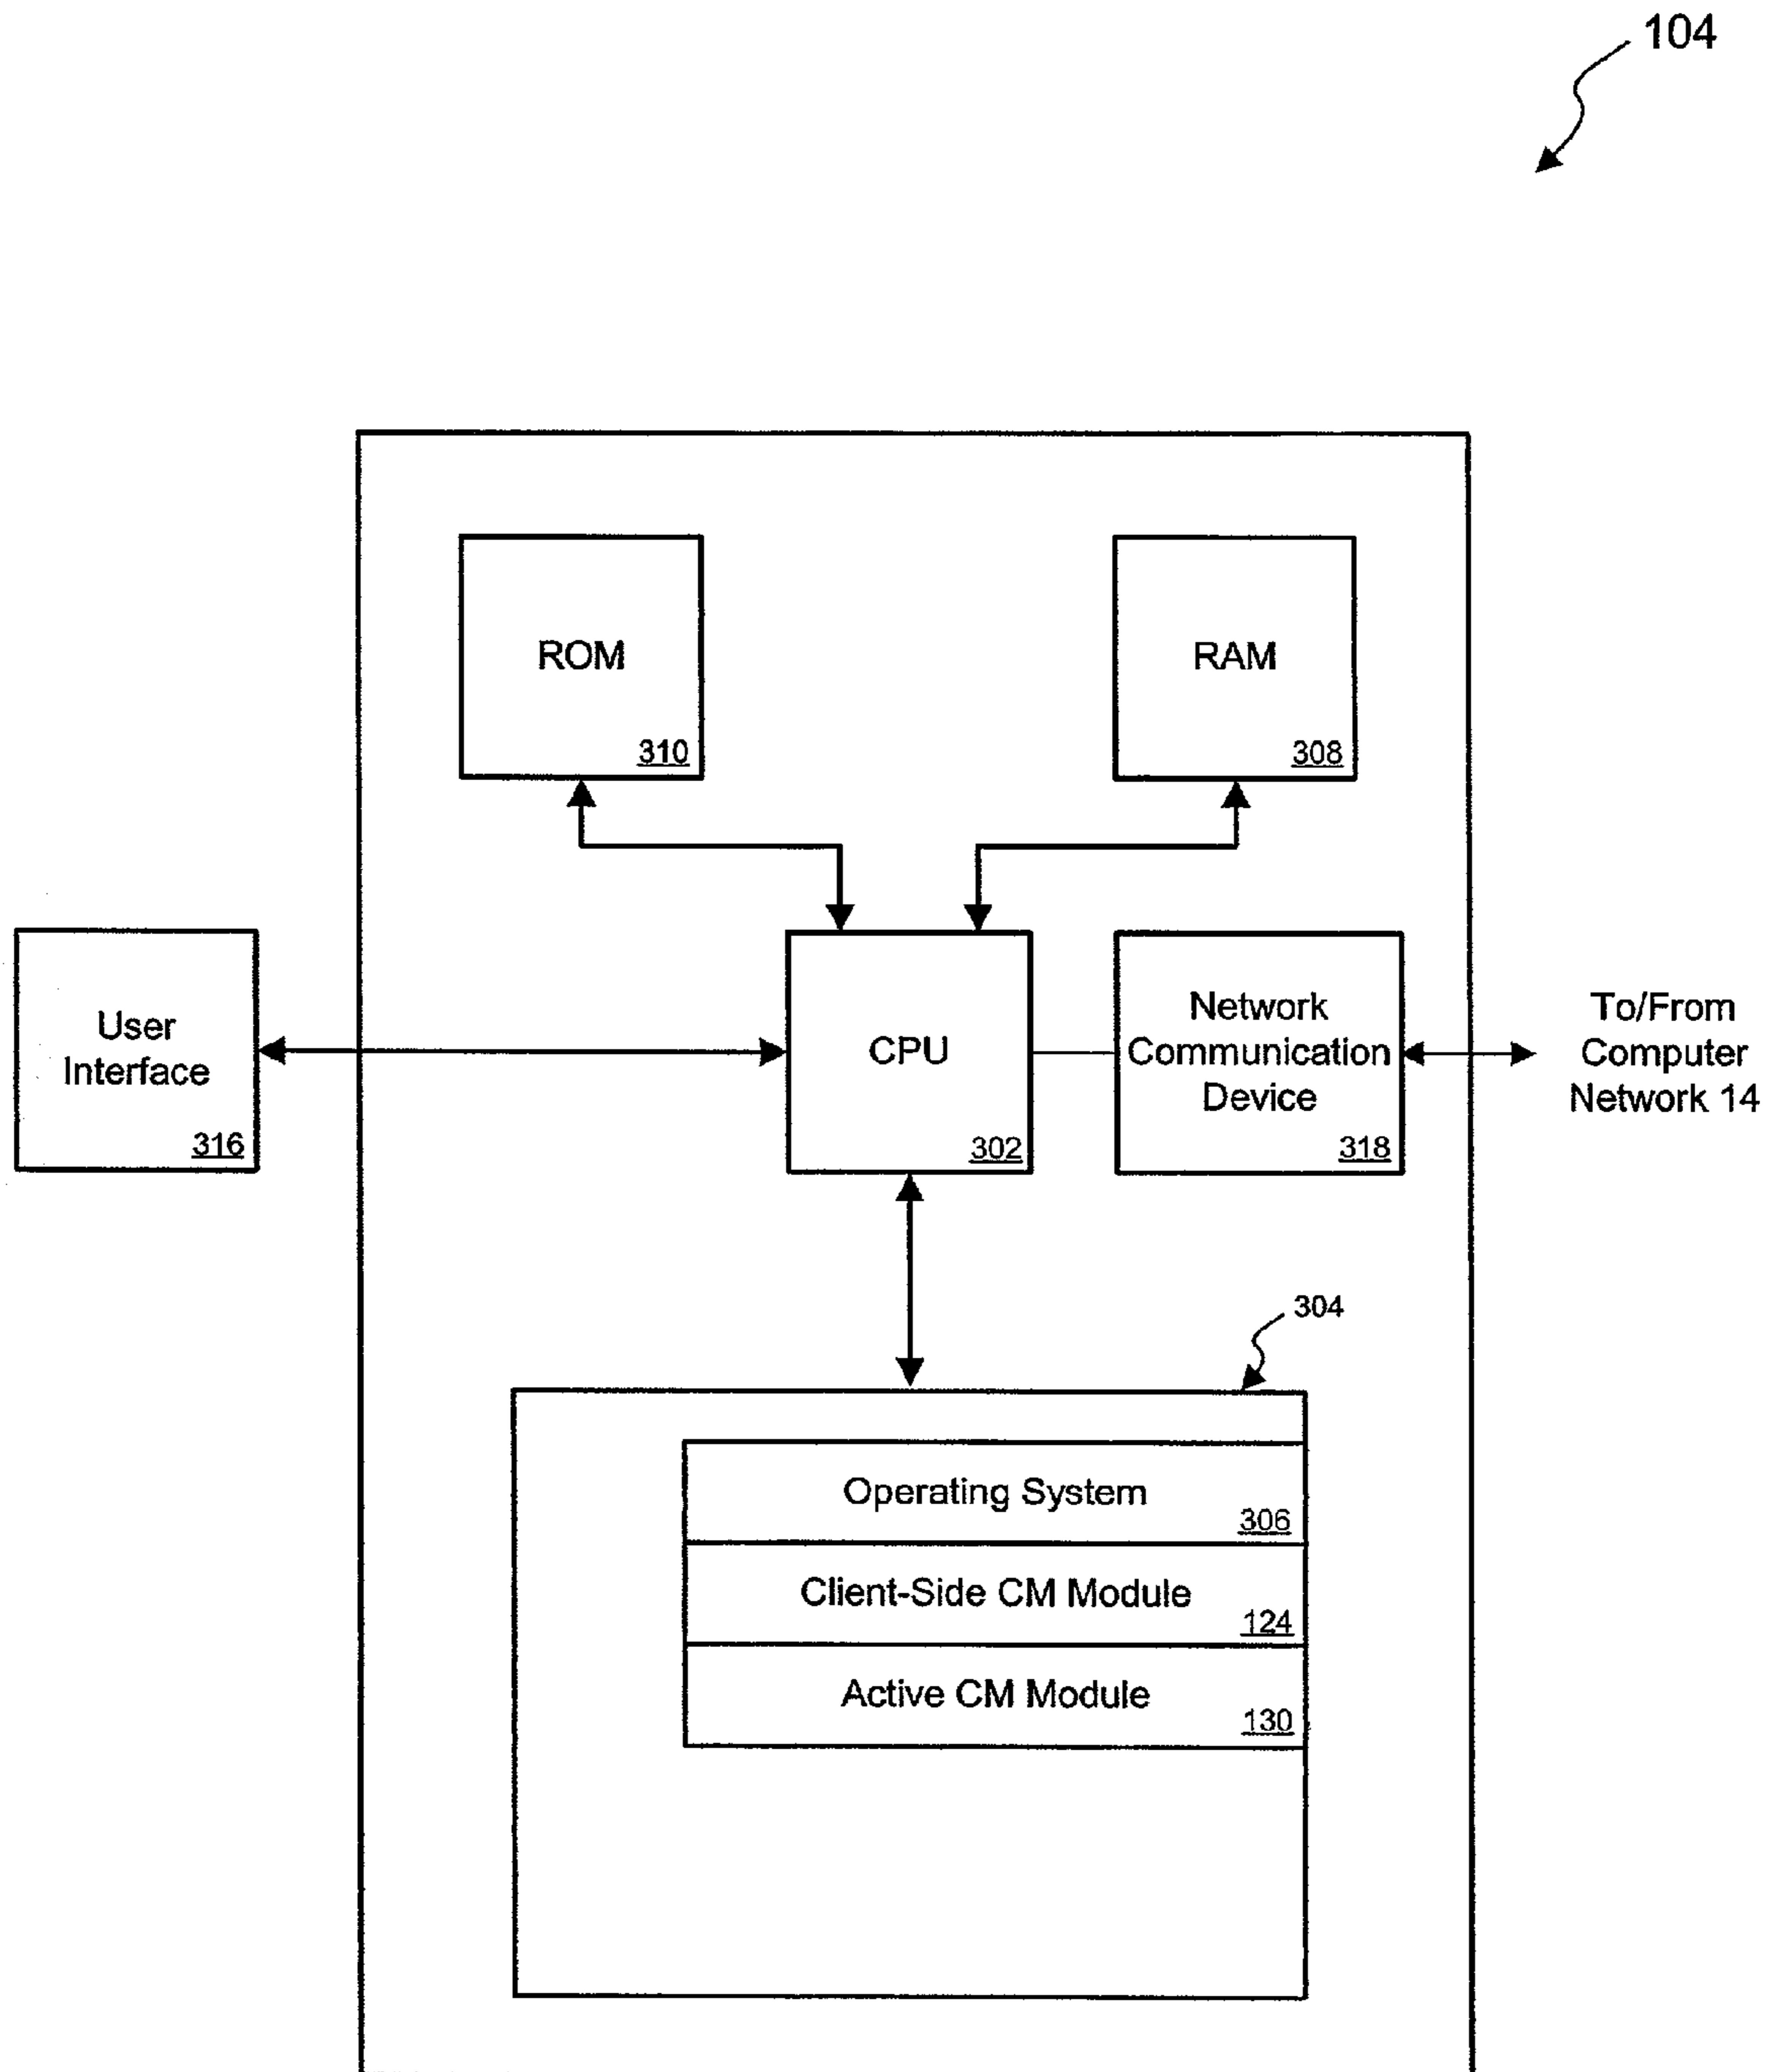 104
ROM
310
RAM
308
User
Interface
316
CPU
302
Network
Communication
Device
318
To/From
Computer
Network 14
304
Operating System
306
Client-Side CM Module
124
Active CM Module
130